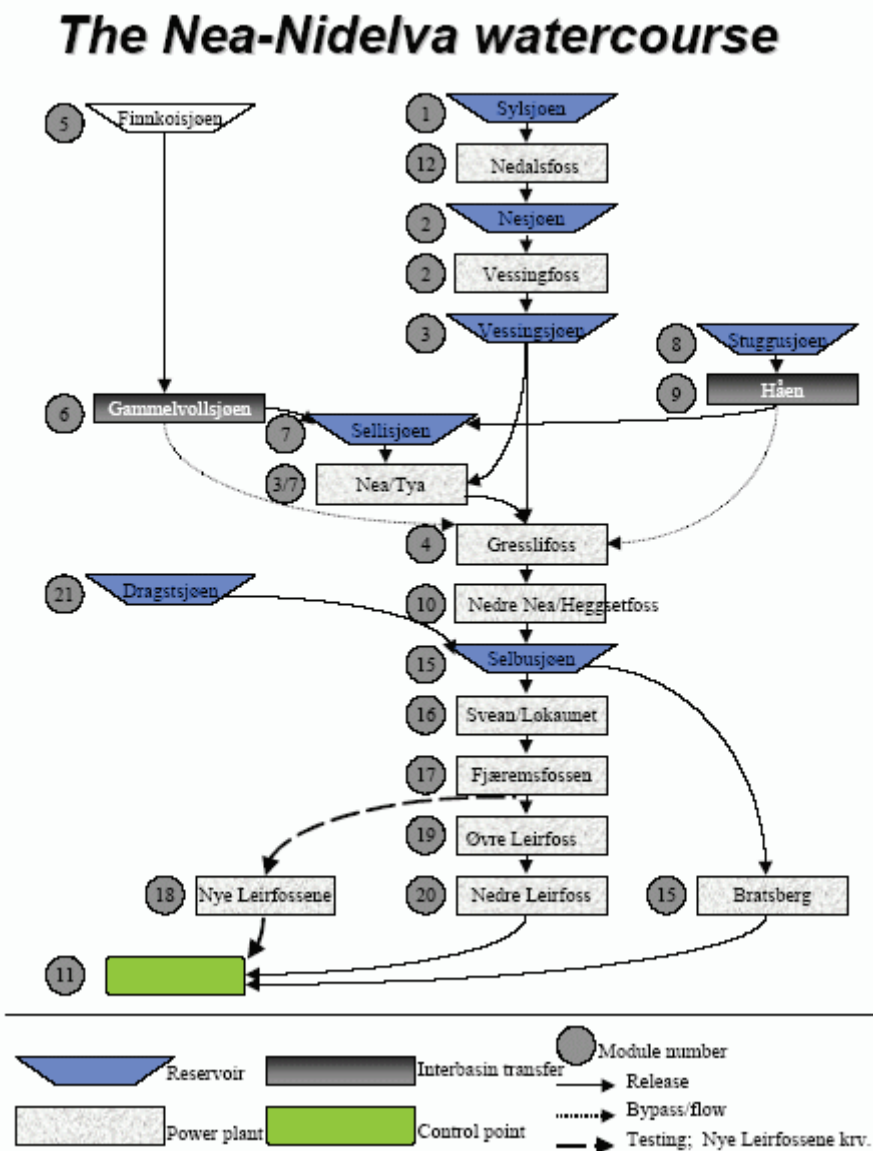 The Nea-Nidelva watercourse
5
Finnkoisjøen
1
Sylsjøen
12
Nedalsfoss
2
Nesjøen
2
Vessingfoss
3
Vessingsjøen
8
Stuggusjøen
9
Håen
6
Gammelvollsjøen
7
Sellisjøen
3/7
Nea/Tya
4
Gresslifoss
21
Dragstsjøen
10
Nedre Nea/Heggsetfoss
15
Selbusjøen
16
Svean/Løkaunet
17
Fjæremsfossen
19
Øvre Leirfoss
18
Nye Leirfossene
20
Nedre Leirfoss
15
Bratsberg
11
Reservoir
Interbasin transfer
Module number
Release
Power plant
Control point
Bypass/flow
Testing; Nye Leirfossene krv.